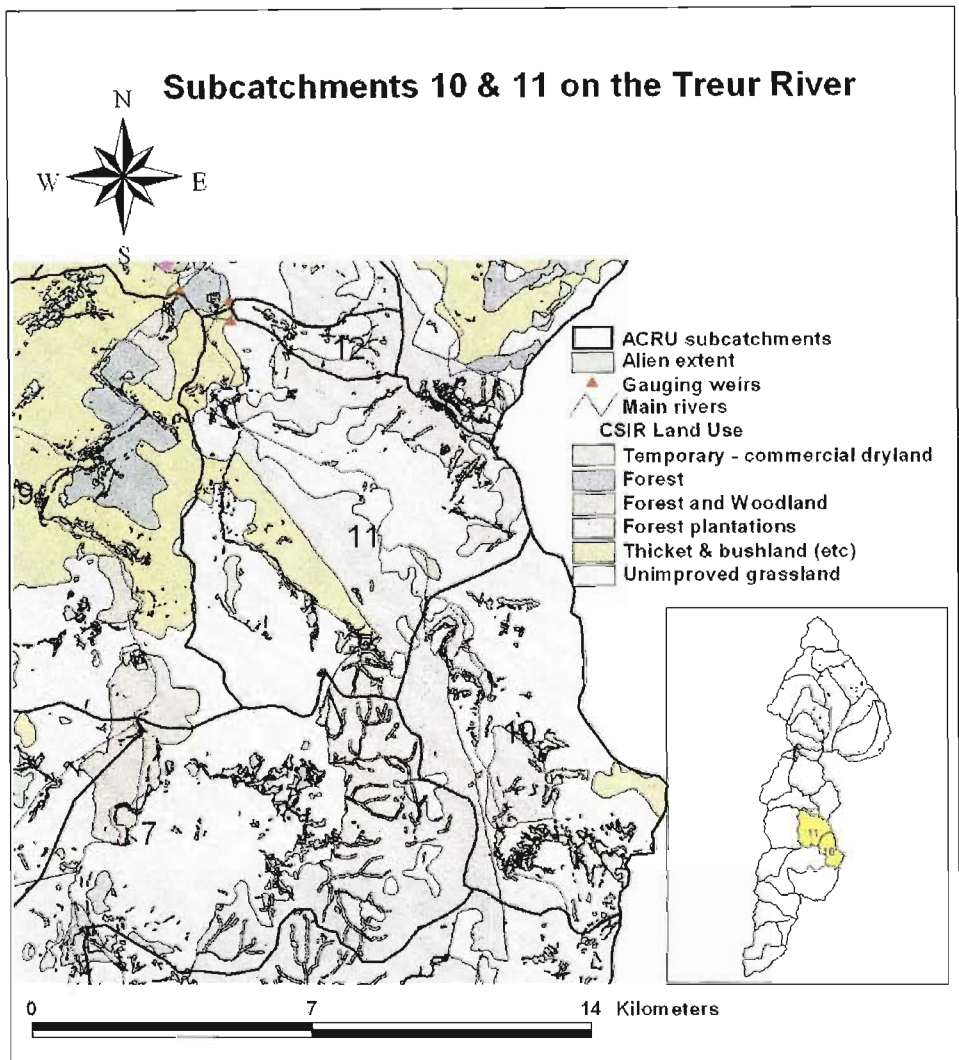 Subcatchments 10 & 11 on the Treur River
N
W E
S
ACRU subcatchments
Alien extent
Gauging weirs
Main rivers
CSIR Land Use
Temporary - commercial dryland
Forest
Forest and Woodland
Forest plantations
Thicket & bushland (etc)
Unimproved grassland
12
9
11
10
7
11
10
0 7 14 Kilometers